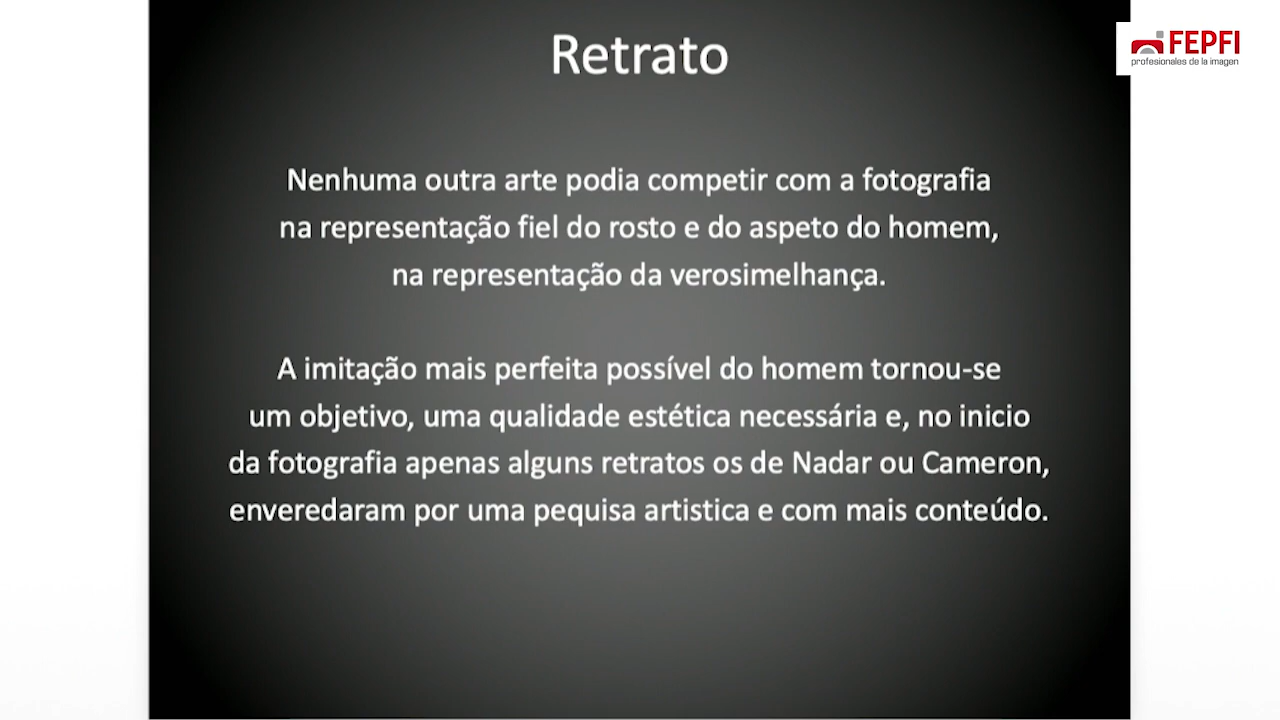 Retrato
FEPFI
profesionales de la imagen
Nenhuma outra arte podia competir com a fotografia
na representação fiel do rosto e do aspeto do homem,
na representação da verosimelhança.
A imitação mais perfeita possível do homem tornou-se
um objetivo, uma qualidade estética necessária e, no inicio
da fotografia apenas alguns retratos os de Nadar ou Cameron,
enveredaram por uma pequisa artistica e com mais conteúdo.